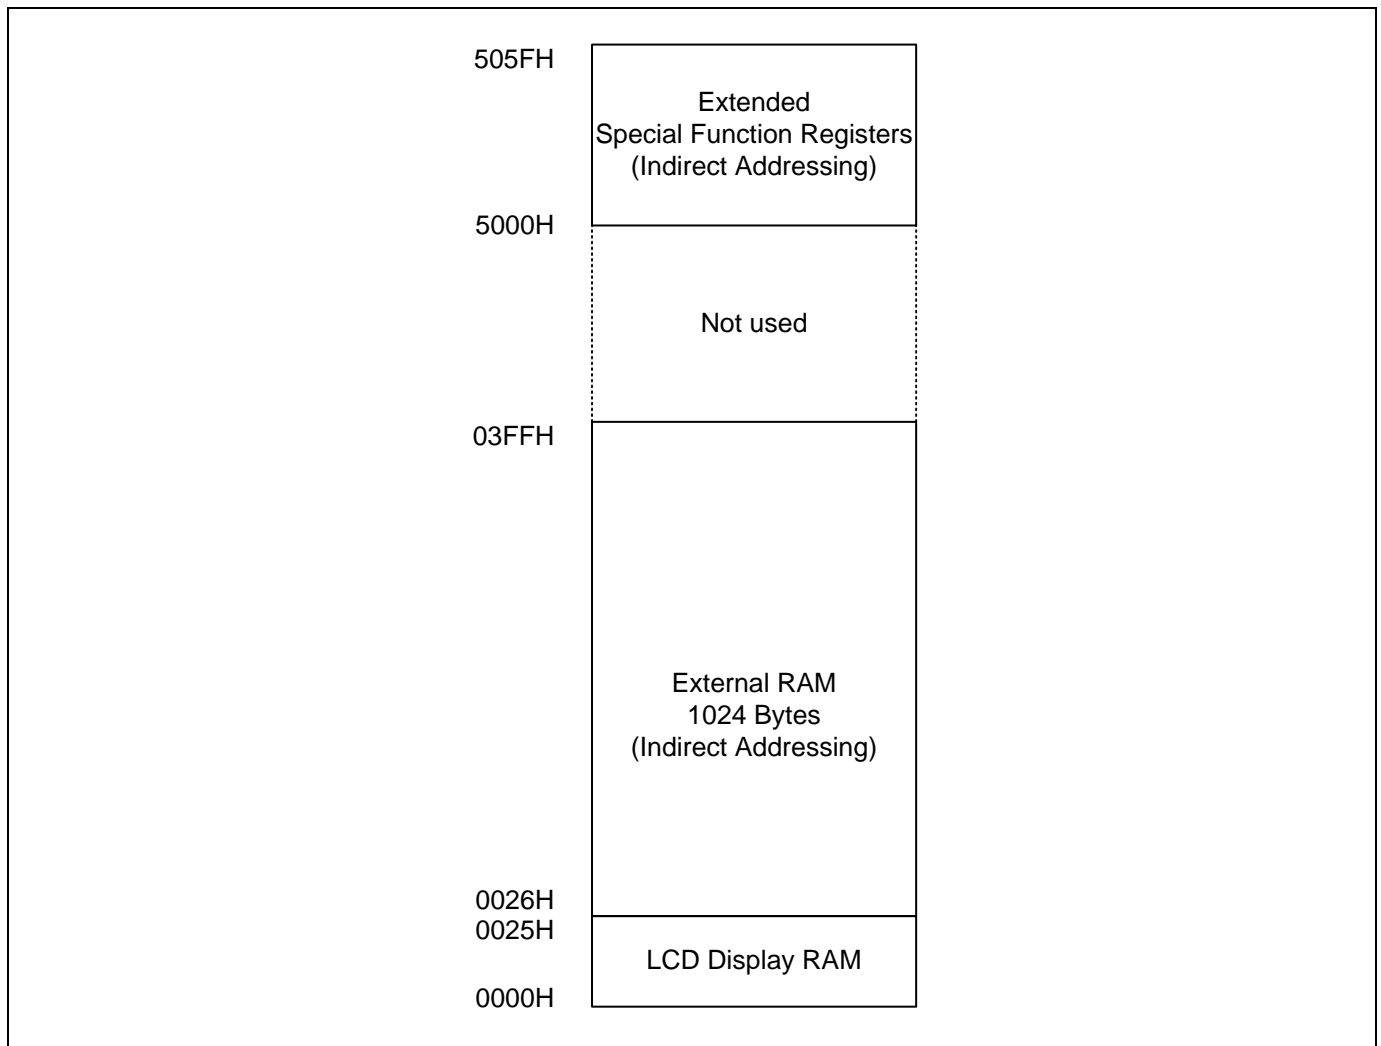 505FH
Extended
Special Function Registers
(Indirect Addressing)
5000H
Not used
03FFH
External RAM
1024 Bytes
(Indirect Addressing)
0026H
0025H
LCD Display RAM
0000H